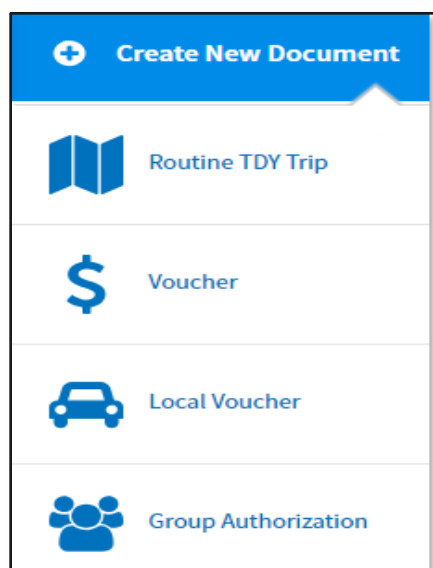 Create New Document
Routine TDY Trip
Voucher
Local Voucher
Group Authorization